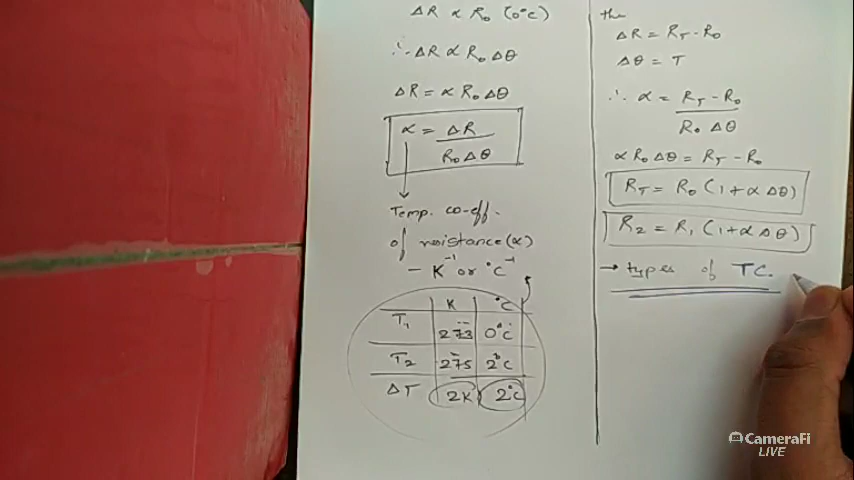 ΔR ∝ R₀ (0°C)
∴ ΔR ∝ R₀ Δθ
ΔR = ∝ R₀ Δθ
∝ = ΔR
R₀ Δθ
Temp. co-eff.
of resistance (∝)
- K⁻¹ or °C⁻¹
K °C
T₁ 273 0°C
T₂ 275 2°C
ΔT 2K 2°C
the
ΔR = R_T - R₀
Δθ = T
∴ ∝ = R_T - R₀
R₀ Δθ
∝ R₀ Δθ = R_T - R₀
R_T = R₀ (1 + ∝ Δθ)
R₂ = R₁ (1 + ∝ Δθ)
→ types of TC.
CameraFi
LIVE